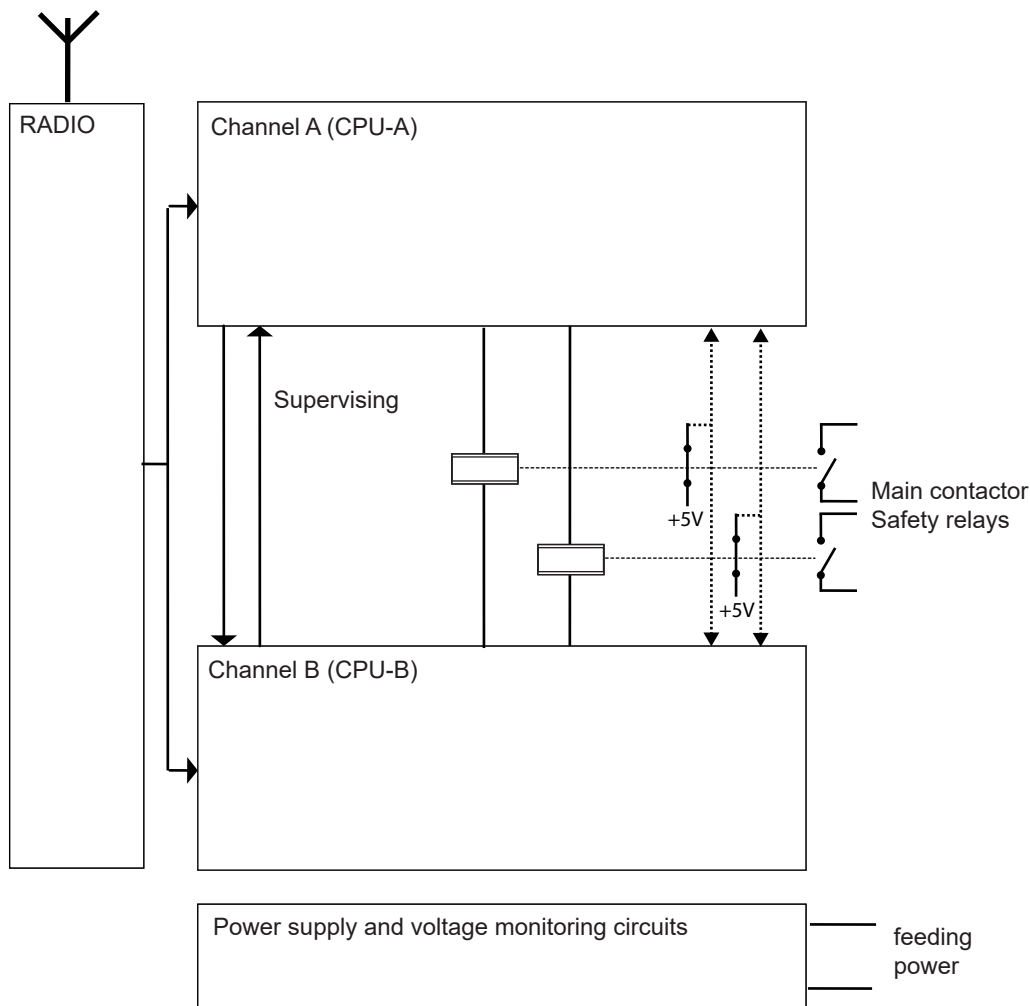 RADIO
Channel A (CPU-A)
Supervising
+5V
Main contactor
Safety relays
+5V
Channel B (CPU-B)
Power supply and voltage monitoring circuits
feeding
power